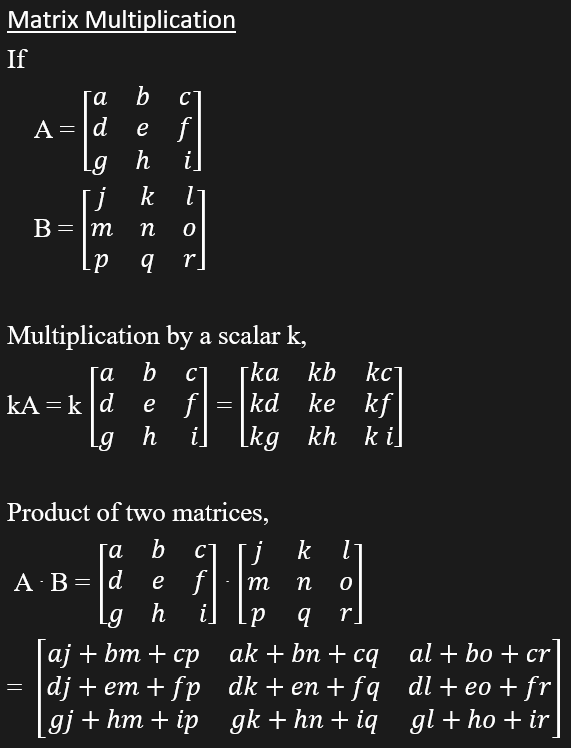 Matrix Multiplication
If
a b c
A = d e f
g h i
j k l
B = m n o
p q r
Multiplication by a scalar k,
a b c ka kb kc
kA = k d e f = kd ke kf
g h i kg kh k i
Product of two matrices,
a b c j k l
A · B = d e f · m n o
g h i p q r
aj + bm + cp ak + bn + cq al + bo + cr
= dj + em + fp dk + en + fq dl + eo + fr
gj + hm + ip gk + hn + iq gl + ho + ir